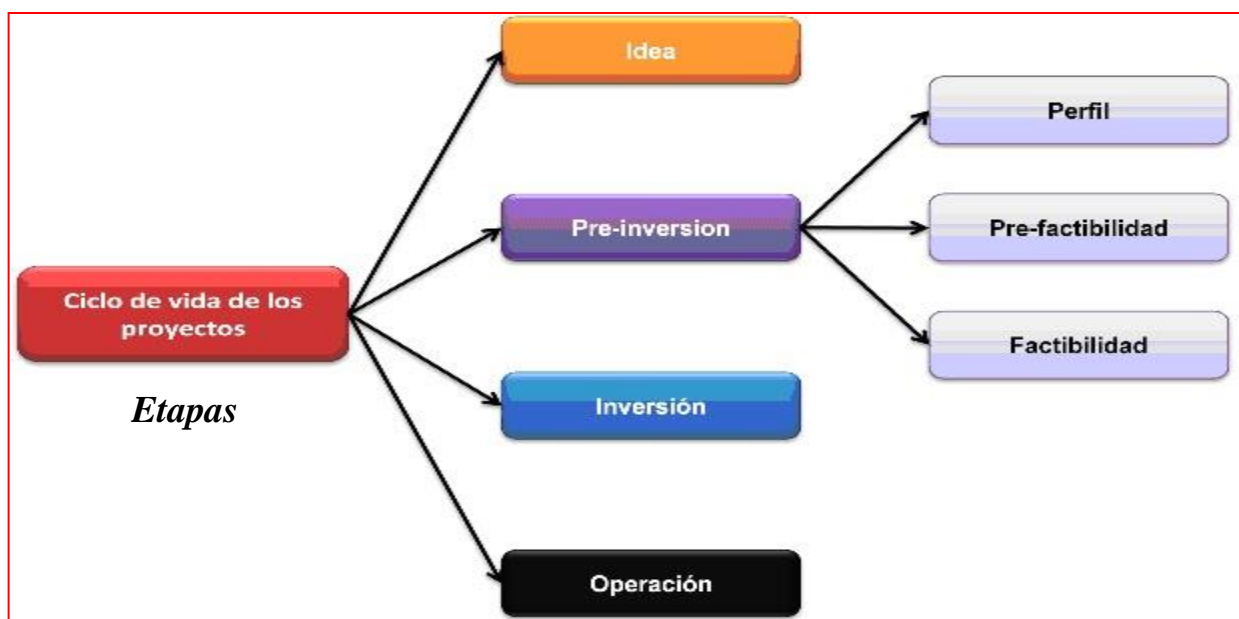 Idea
Perfil
Pre-inversion
Pre-factibilidad
Ciclo de vida de los
proyectos
Factibilidad
Etapas
Inversión
Operación